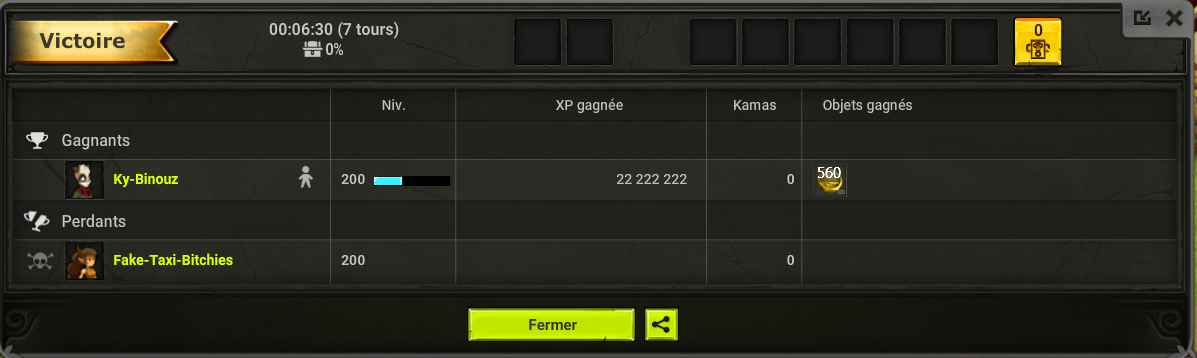 Victoire
00:06:30 (7 tours)
0%
0
Niv.
XP gagnée
Kamas
Objets gagnés
Gagnants
Ky-Binouz
200
22 222 222
0
560
Perdants
Fake-Taxi-Bitchies
200
0
Fermer